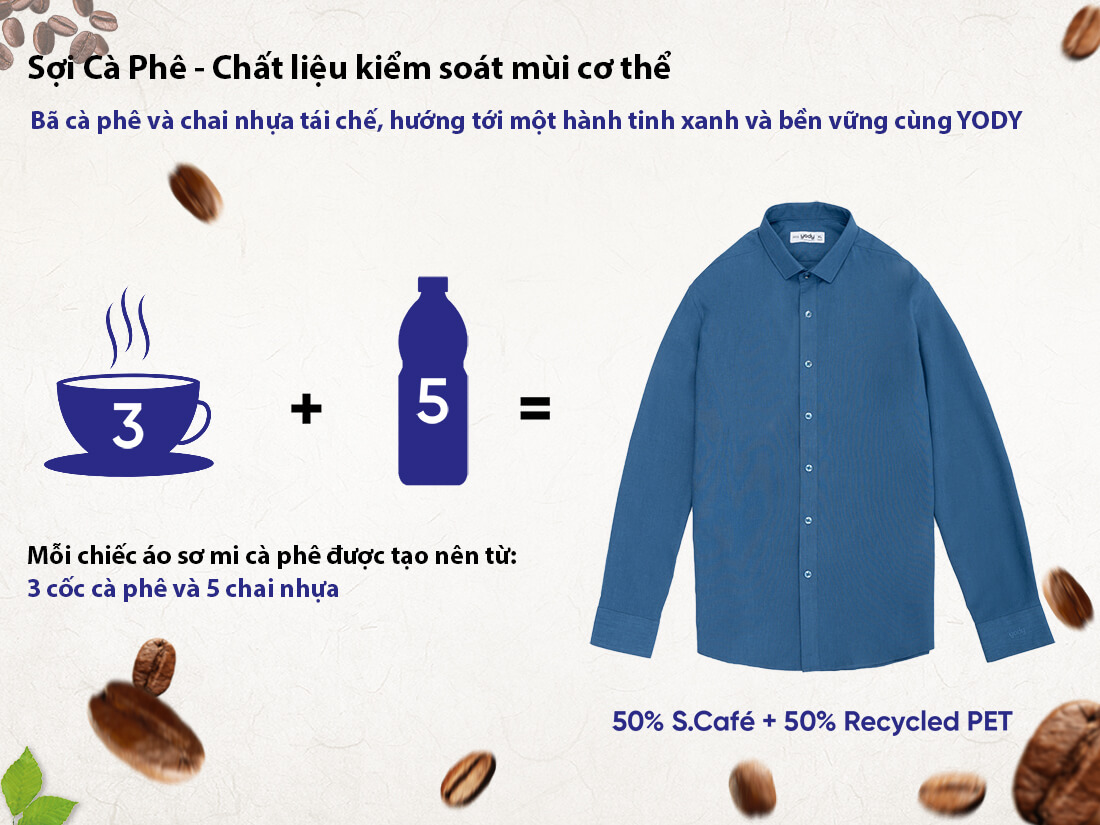 Sợi Cà Phê - Chất liệu kiểm soát mùi cơ thể
Bã cà phê và chai nhựa tái chế, hướng tới một hành tinh xanh và bền vững cùng YODY
yody
3
+
5
=
Mỗi chiếc áo sơ mi cà phê được tạo nên từ:
3 cốc cà phê và 5 chai nhựa
yody
50% S.Café + 50% Recycled PET